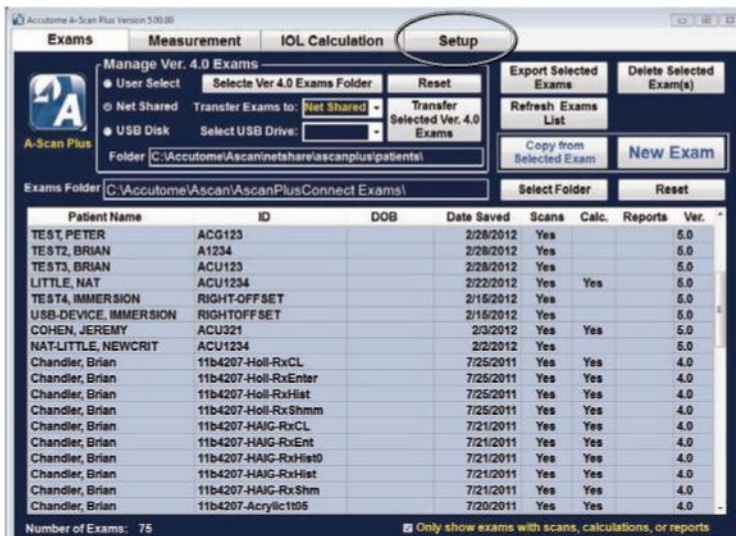 Accutome A-Scan Plus Version 5.00.00
Exams Measurement IOL Calculation Setup
Manage Ver. 4.0 Exams
User Select Selecte Ver 4.0 Exams Folder Reset
Net Shared Transfer Exams to: Net Shared Transfer Selected Ver. 4.0 Exams
USB Disk Select USB Drive:
Folder C:\Accutome\Ascan\netshare\ascanplus\patients\
A-Scan Plus
Export Selected Exams Delete Selected Exam(s)
Refresh Exams List
Copy from Selected Exam New Exam
Exams Folder C:\Accutome\Ascan\AscanPlusConnect Exams\ Select Folder Reset
Patient Name ID DOB Date Saved Scans Calc. Reports Ver.
TEST, PETER ACG123 2/28/2012 Yes 5.0
TEST2, BRIAN A1234 2/28/2012 Yes 5.0
TEST3, BRIAN ACU123 2/28/2012 Yes 5.0
LITTLE, NAT ACU1234 2/22/2012 Yes Yes 5.0
TEST4, IMMERSION RIGHT-OFFSET 2/15/2012 Yes 5.0
USB-DEVICE, IMMERSION RIGHTOFFSET 2/15/2012 Yes 5.0
COHEN, JEREMY ACU321 2/3/2012 Yes Yes 5.0
NAT-LITTLE, NEWCRIT ACU1234 2/2/2012 Yes 5.0
Chandler, Brian 11b4207-Holl-RxCL 7/25/2011 Yes Yes 4.0
Chandler, Brian 11b4207-Holl-RxEnter 7/25/2011 Yes Yes 4.0
Chandler, Brian 11b4207-Holl-RxHist 7/25/2011 Yes Yes 4.0
Chandler, Brian 11b4207-Holl-RxShmm 7/25/2011 Yes Yes 4.0
Chandler, Brian 11b4207-HAIG-RxCL 7/21/2011 Yes Yes 4.0
Chandler, Brian 11b4207-HAIG-RxEnt 7/21/2011 Yes Yes 4.0
Chandler, Brian 11b4207-HAIG-RxHist0 7/21/2011 Yes Yes 4.0
Chandler, Brian 11b4207-HAIG-RxHist 7/21/2011 Yes Yes 4.0
Chandler, Brian 11b4207-HAIG-RxShm 7/21/2011 Yes Yes 4.0
Chandler, Brian 11b4207-Acrylic1t05 7/20/2011 Yes Yes 4.0
Number of Exams: 75 Only show exams with scans, calculations, or reports